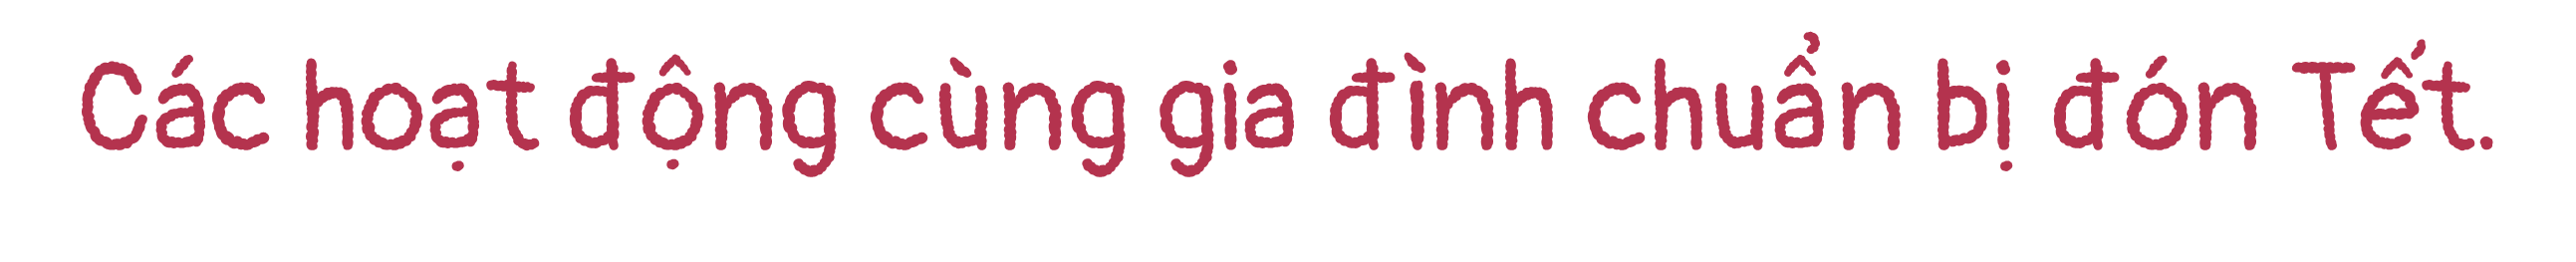 Các hoạt động cùng gia đình chuẩn bị đón Tết.